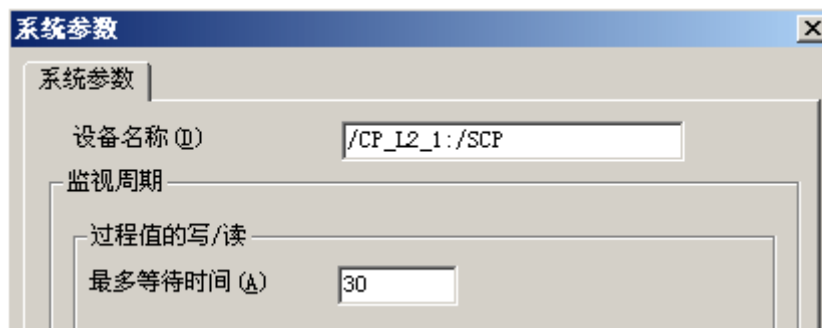 系统参数
系统参数
设备名称(D) /CP_L2_1:/SCP
监视周期
过程值的写/读
最多等待时间(A) 30